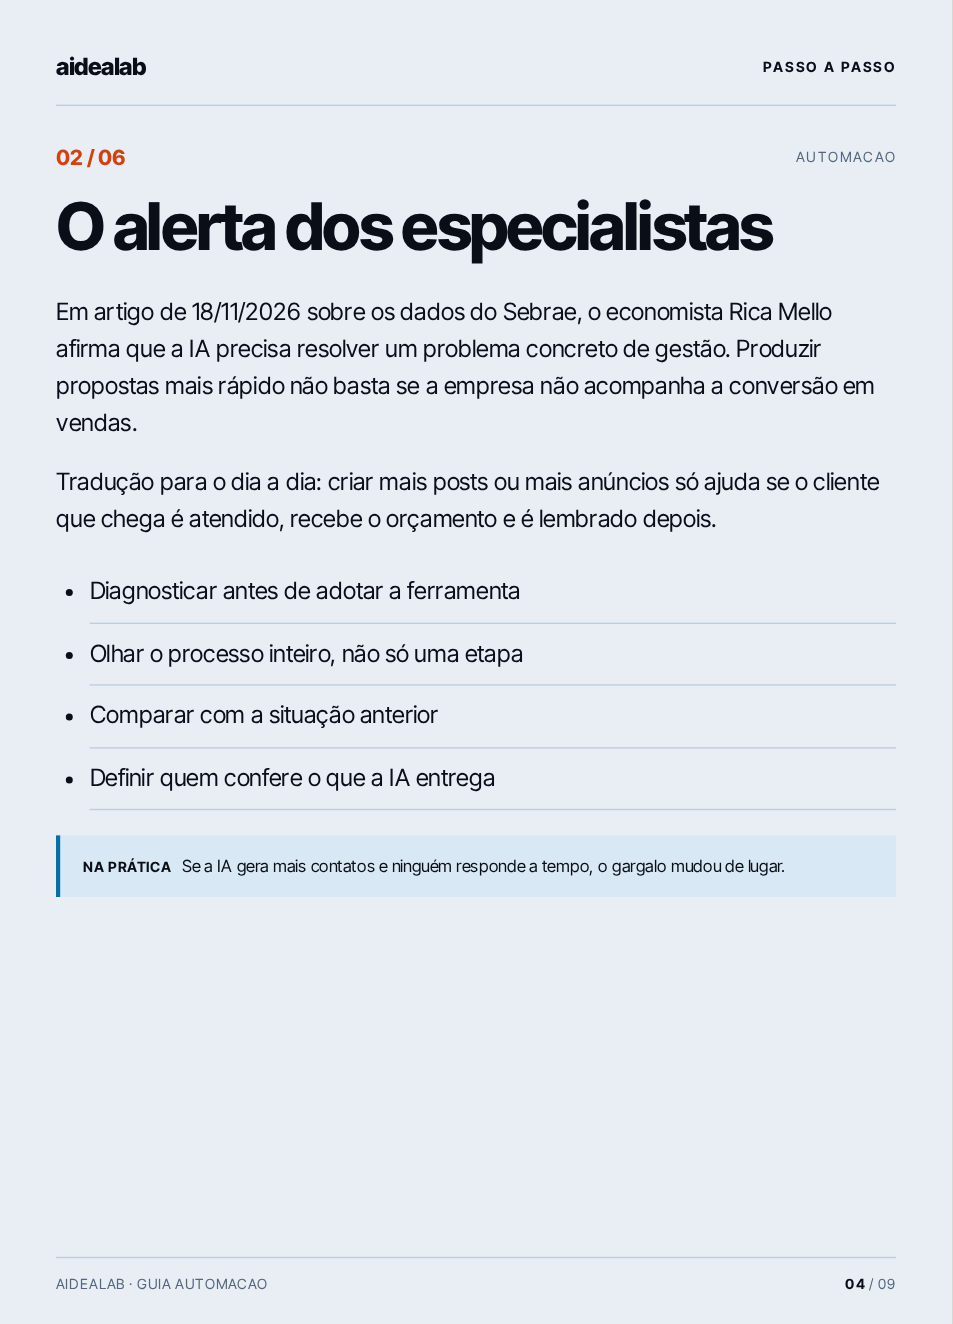 aidealab
PASSO A PASSO
02 / 06
AUTOMACAO
O alerta dos especialistas
Em artigo de 18/11/2026 sobre os dados do Sebrae, o economista Rica Mello
afirma que a IA precisa resolver um problema concreto de gestão. Produzir
propostas mais rápido não basta se a empresa não acompanha a conversão em
vendas.
Tradução para o dia a dia: criar mais posts ou mais anúncios só ajuda se o cliente
que chega é atendido, recebe o orçamento e é lembrado depois.
• Diagnosticar antes de adotar a ferramenta
• Olhar o processo inteiro, não só uma etapa
• Comparar com a situação anterior
• Definir quem confere o que a IA entrega
NA PRÁTICA Se a IA gera mais contatos e ninguém responde a tempo, o gargalo mudou de lugar.
AIDEALAB · GUIA AUTOMACAO
04 / 09